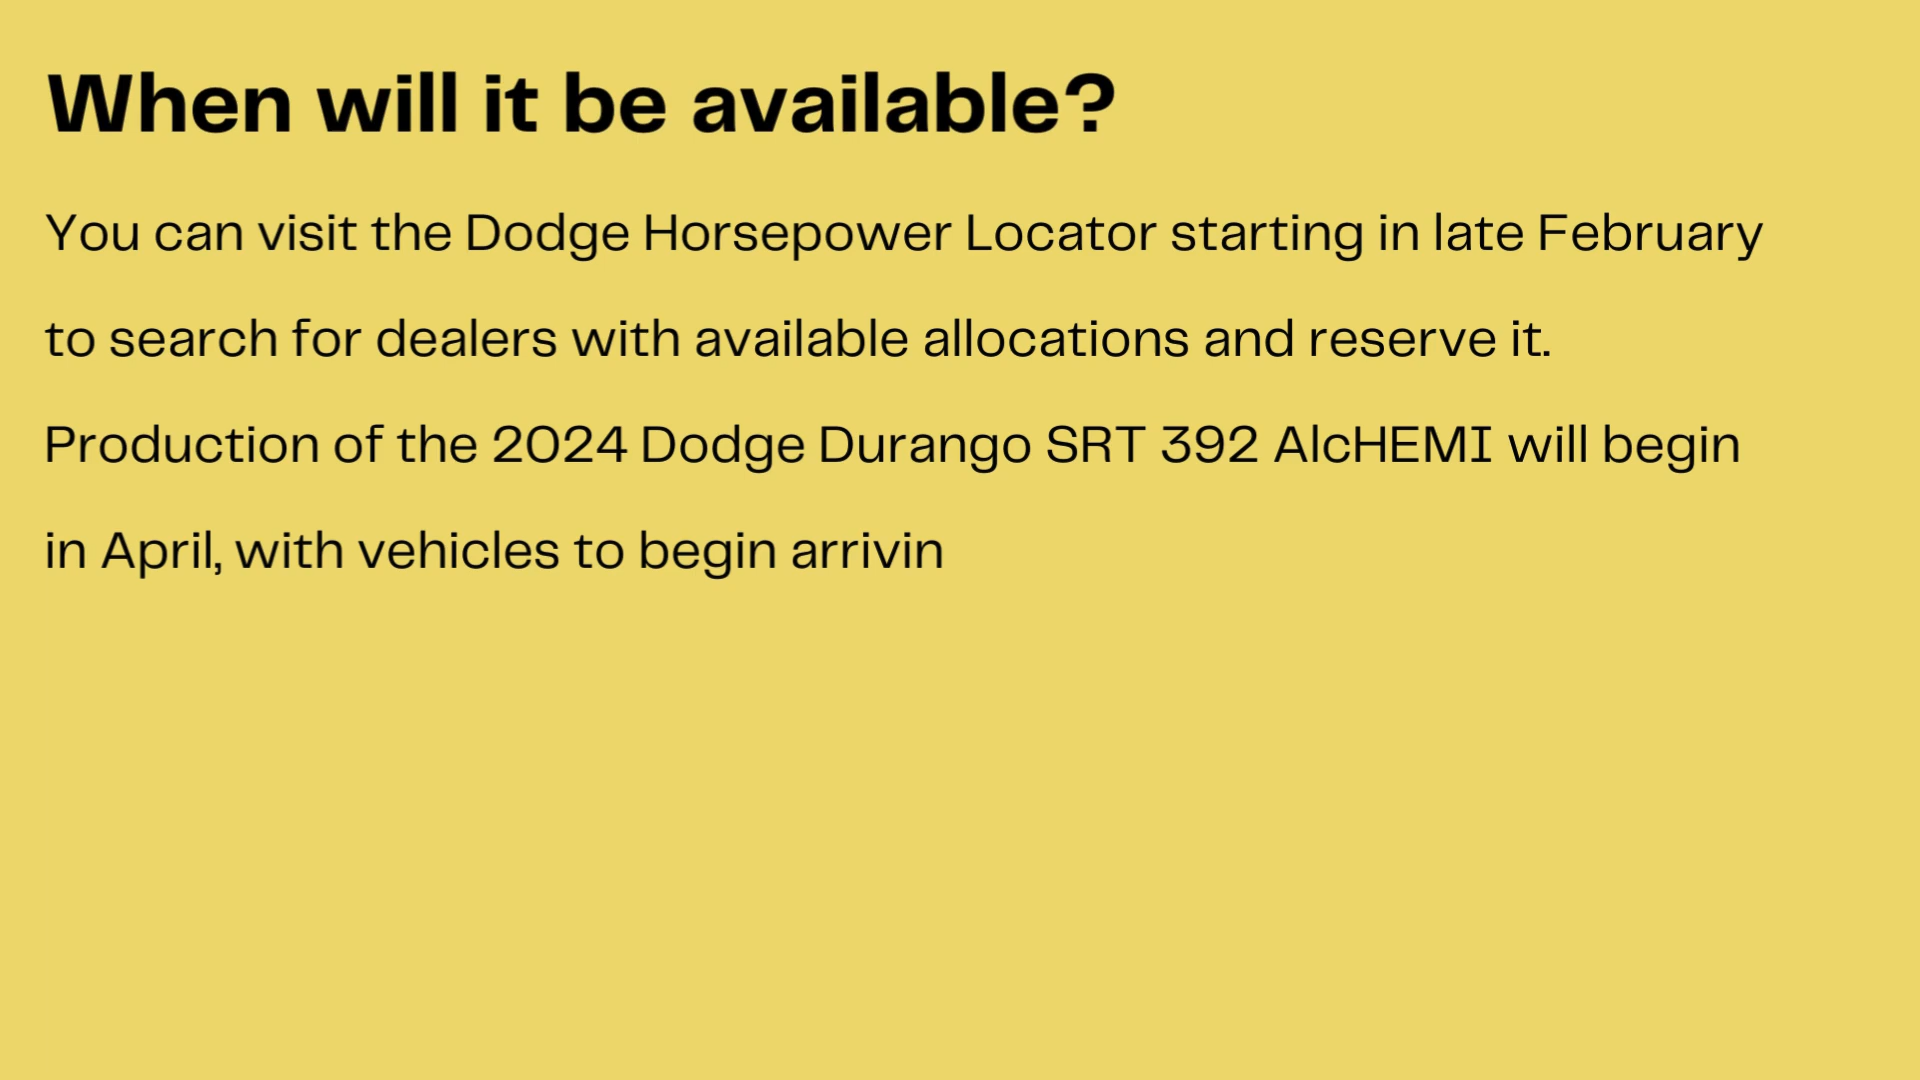 When will it be available?
You can visit the Dodge Horsepower Locator starting in late February
to search for dealers with available allocations and reserve it.
Production of the 2024 Dodge Durango SRT 392 AlcHEMI will begin
in April, with vehicles to begin arrivin